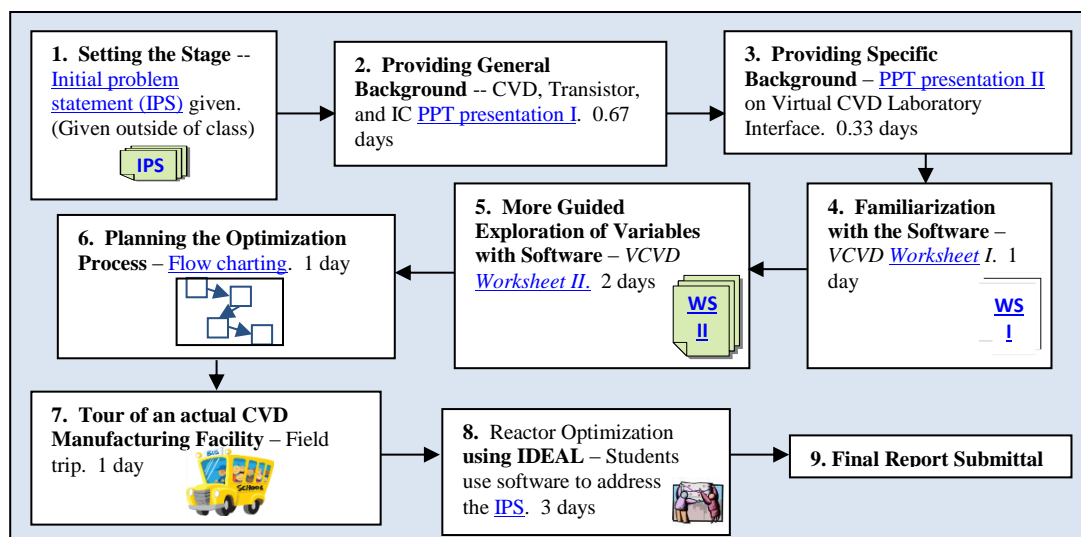 1. Setting the Stage --
Initial problem
statement (IPS) given.
(Given outside of class)
IPS
2. Providing General
Background -- CVD, Transistor,
and IC PPT presentation I. 0.67
days
3. Providing Specific
Background – PPT presentation II
on Virtual CVD Laboratory
Interface. 0.33 days
4. Familiarization
with the Software –
VCVD Worksheet I. 1
day
WS
I
5. More Guided
Exploration of Variables
with Software – VCVD
Worksheet II. 2 days
WS
II
6. Planning the Optimization
Process – Flow charting. 1 day
7. Tour of an actual CVD
Manufacturing Facility – Field
trip. 1 day
BUS
SCHOOL
8. Reactor Optimization
using IDEAL – Students
use software to address
the IPS. 3 days
9. Final Report Submittal